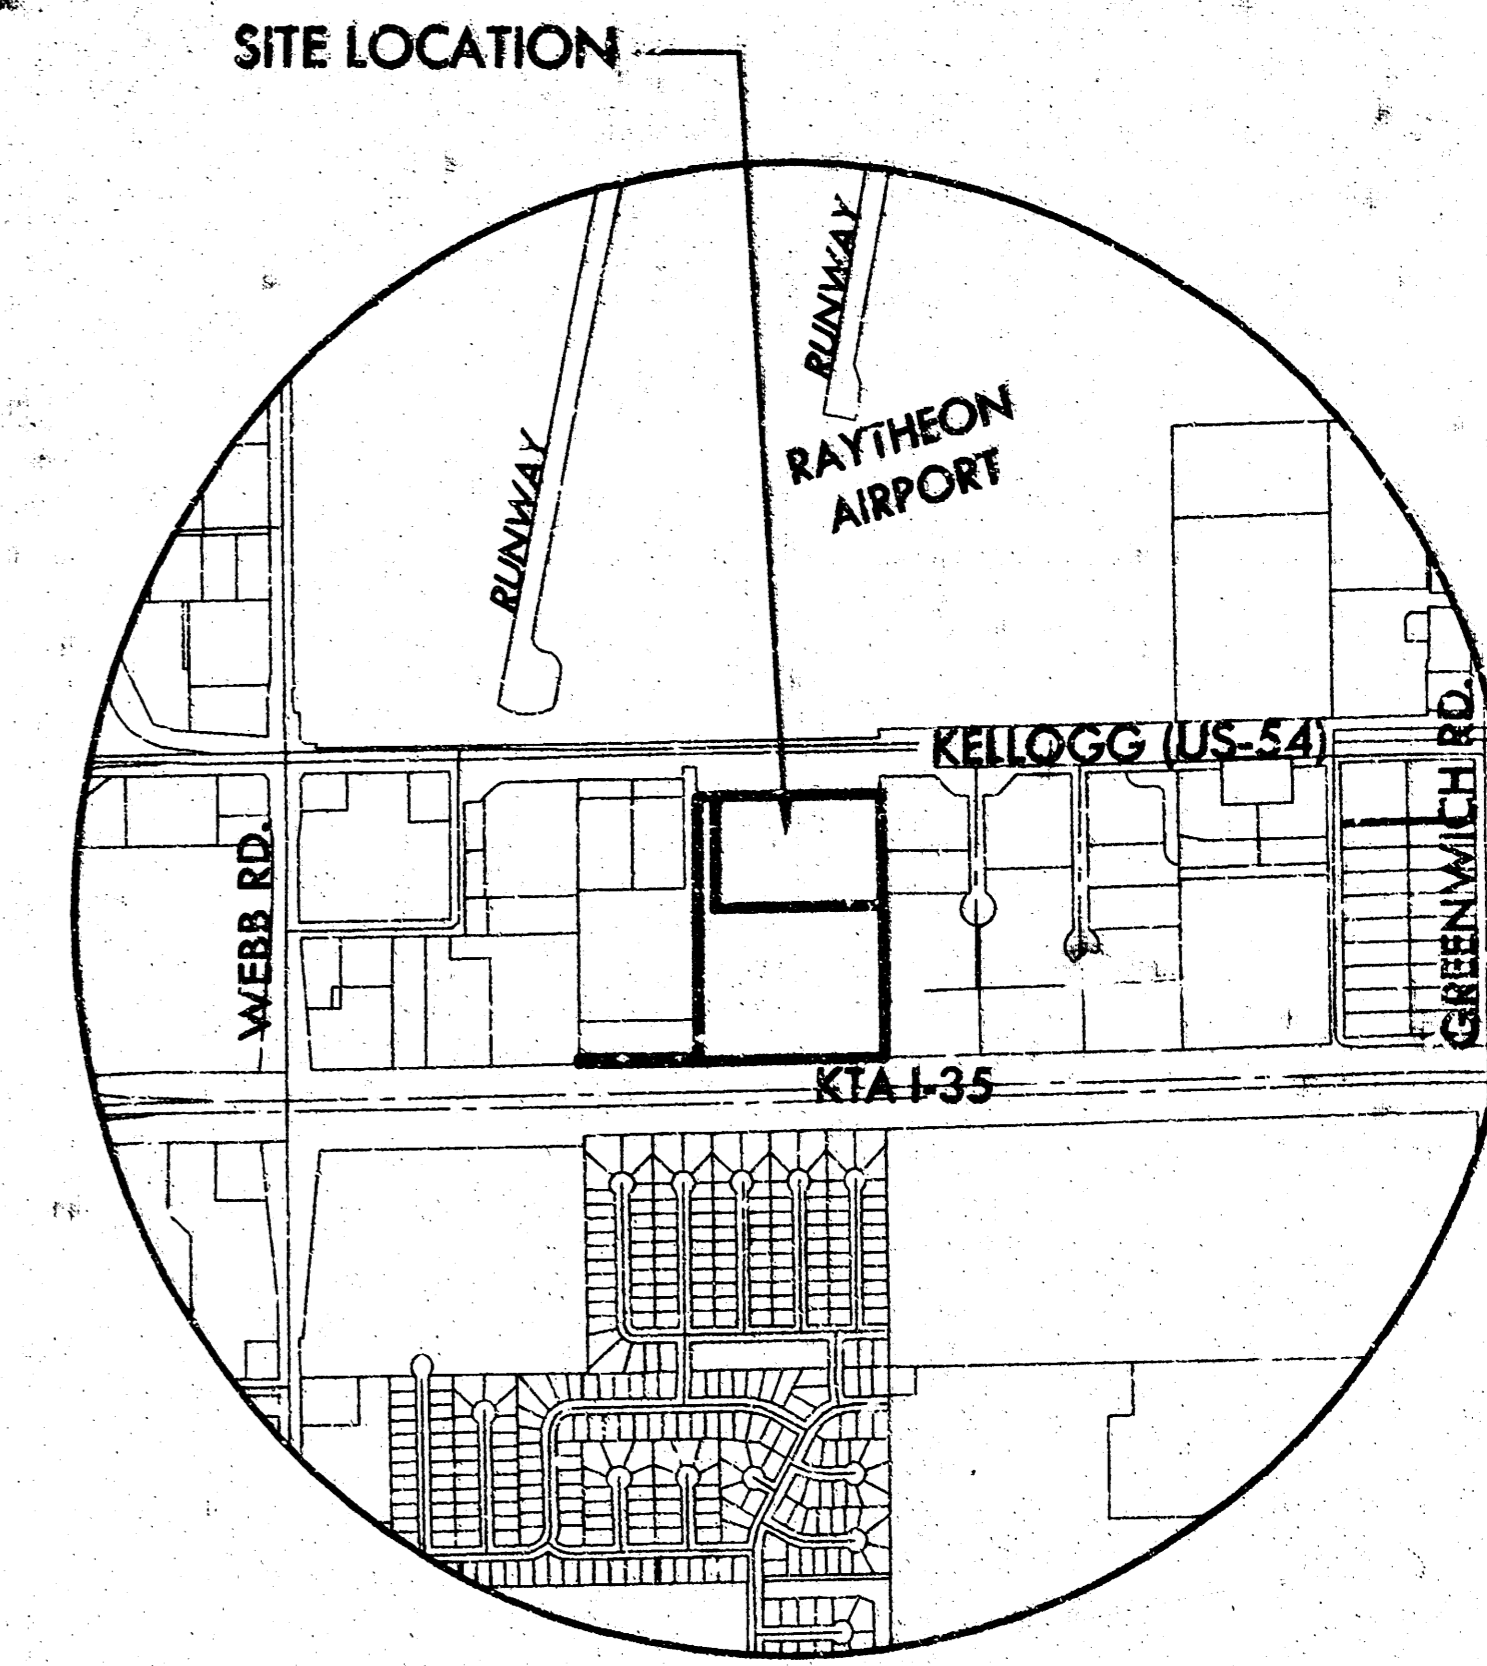 SITE LOCATION
RUNWAY
RUNWAY
RAYTHEON
AIRPORT
KELLOGG (US-54)
WEBB RD.
GREENWICH RD.
KTA I-35